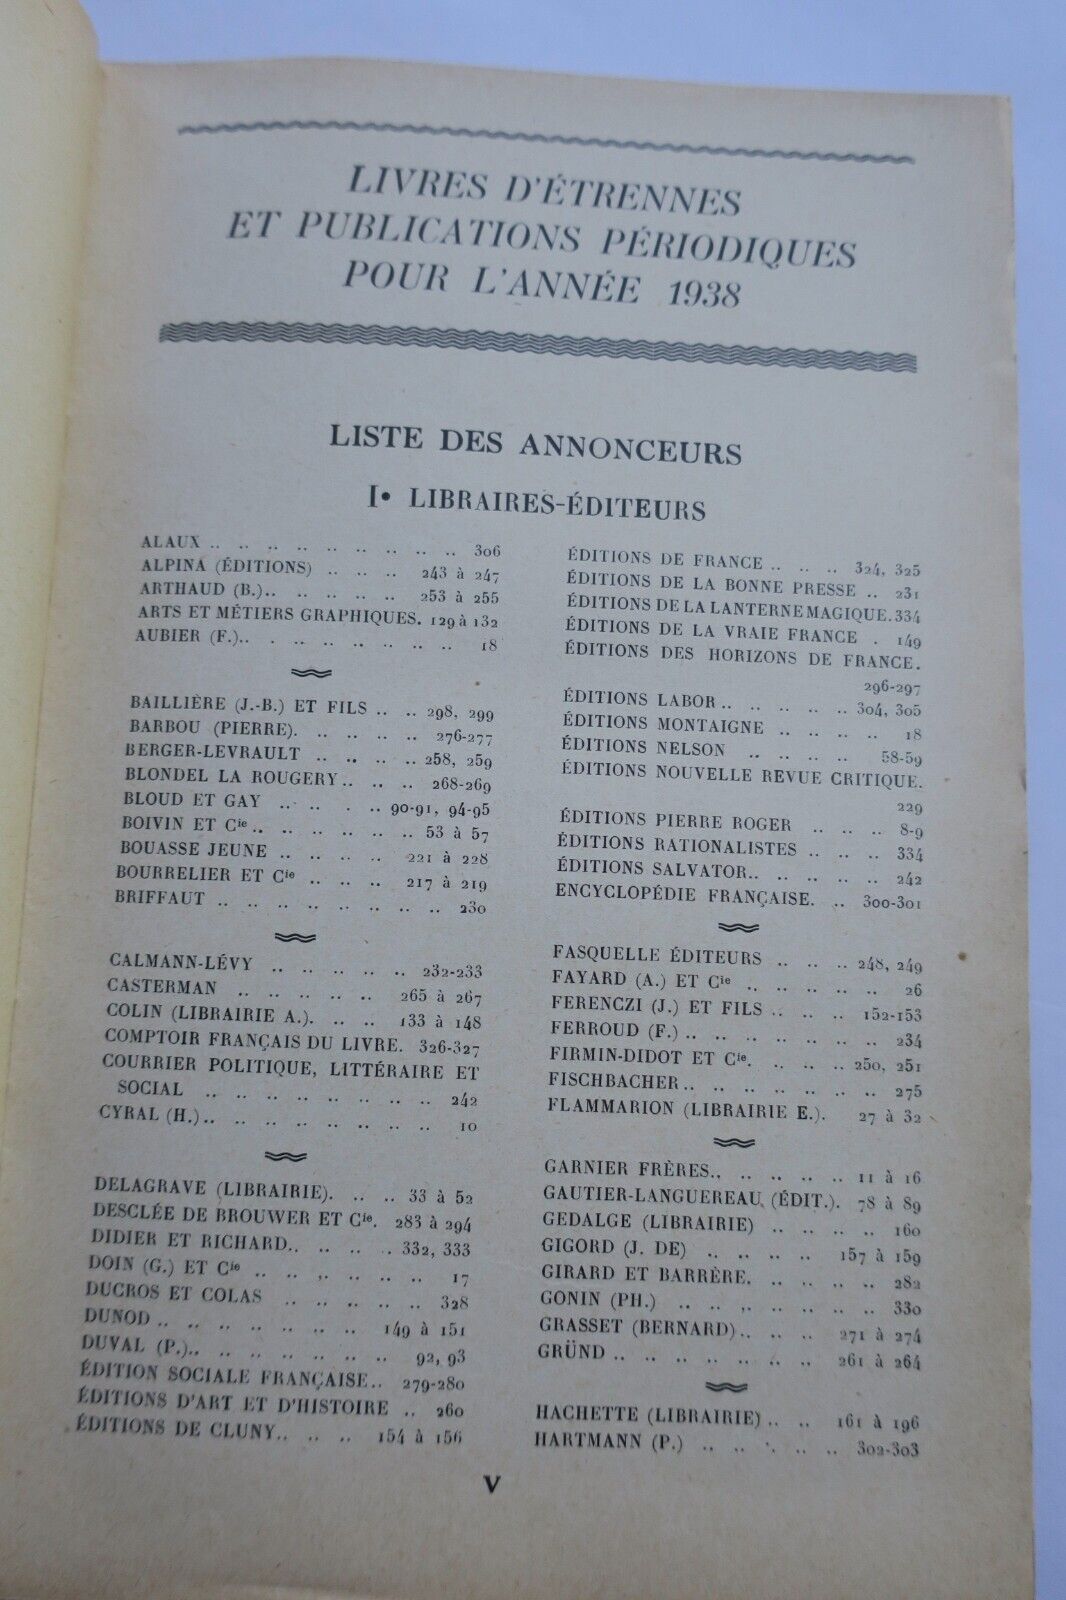 LIVRES D'ÉTRENNES
ET PUBLICATIONS PÉRIODIQUES
POUR L'ANNÉE 1938
LISTE DES ANNONCEURS
I• LIBRAIRES-ÉDITEURS
ALAUX .. .. .. .. .. .. .. .. .. 306
ALPINA (ÉDITIONS) .. .. .. 243 à 247
ARTHAUD (B.).. .. .. .. .. 253 à 255
ARTS ET MÉTIERS GRAPHIQUES. 129 à 132
AUBIER (F.).. . .. .. .. .. .. .. 18
BAILLIÈRE (J.-B.) ET FILS .. .. 298, 299
BARBOU (PIERRE). .. .. .. .. 276-277
BERGER-LEVRAULT .. .. .. .. 258, 259
BLONDEL LA ROUGERY .. .. .. 268-269
BLOUD ET GAY .. .. . .. 90-91, 94-95
BOIVIN ET Cie .. .. .. .. .. .. 53 à 57
BOUASSE JEUNE .. .. .. .. 221 à 228
BOURRELIER ET Cie .. .. .. 217 à 219
BRIFFAUT .. .. .. .. .. .. .. .. 230
CALMANN-LÉVY .. .. .. .. .. 232-233
CASTERMAN .. .. .. .. .. 265 à 267
COLIN (LIBRAIRIE A.). .. .. 133 à 148
COMPTOIR FRANÇAIS DU LIVRE. 326-327
COURRIER POLITIQUE, LITTÉRAIRE ET
SOCIAL .. .. .. .. .. .. .. .. 242
CYRAL (H.) .. .. .. .. .. .. .. .. 10
DELAGRAVE (LIBRAIRIE). .. .. 33 à 52
DESCLÉE DE BROUWER ET Cie. 283 à 294
DIDIER ET RICHARD.. .. .. .. 332, 333
DOIN (G.) ET Cie .. .. .. .. .. .. .. 17
DUCROS ET COLAS .. .. .. .. .. 328
DUNOD .. .. .. .. .. .. .. 149 à 151
DUVAL (P.).. .. .. .. .. .. .. 92, 93
ÉDITION SOCIALE FRANÇAISE.. 279-280
ÉDITIONS D'ART ET D'HISTOIRE .. 260
ÉDITIONS DE CLUNY.. .. .. 154 à 156
ÉDITIONS DE FRANCE .. .. .. 324, 325
ÉDITIONS DE LA BONNE PRESSE .. 231
ÉDITIONS DE LA LANTERNE MAGIQUE. 334
ÉDITIONS DE LA VRAIE FRANCE . 149
ÉDITIONS DES HORIZONS DE FRANCE.
296-297
ÉDITIONS LABOR .. .. .. .. .. 304, 305
ÉDITIONS MONTAIGNE .. .. .. .. 18
ÉDITIONS NELSON .. .. .. .. 58-59
ÉDITIONS NOUVELLE REVUE CRITIQUE.
229
ÉDITIONS PIERRE ROGER .. .. .. 8-9
ÉDITIONS RATIONALISTES .. .. .. 334
ÉDITIONS SALVATOR.. .. .. .. .. 242
ENCYCLOPÉDIE FRANÇAISE. .. 300-301
FASQUELLE ÉDITEURS .. .. .. 248, 249
FAYARD (A.) ET Cie .. .. .. .. .. 26
FERENCZI (J.) ET FILS .. .. .. 152-153
FERROUD (F.) .. .. .. .. .. .. .. 234
FIRMIN-DIDOT ET Cie. .. .. .. 250, 251
FISCHBACHER .. .. .. .. .. .. .. 275
FLAMMARION (LIBRAIRIE E.). 27 à 32
GARNIER FRÈRES.. .. .. .. .. 11 à 16
GAUTIER-LANGUEREAU (ÉDIT.). 78 à 89
GEDALGE (LIBRAIRIE) .. .. .. .. 160
GIGORD (J. DE) .. .. .. .. 157 à 159
GIRARD ET BARRÈRE. .. .. .. .. 282
GONIN (PH.) .. .. .. .. .. .. .. 330
GRASSET (BERNARD).. .. .. 271 à 274
GRÜND .. .. .. .. .. .. .. 261 à 264
HACHETTE (LIBRAIRIE) .. .. 161 à 196
HARTMANN (P.) .. .. .. .. .. 302-303
V